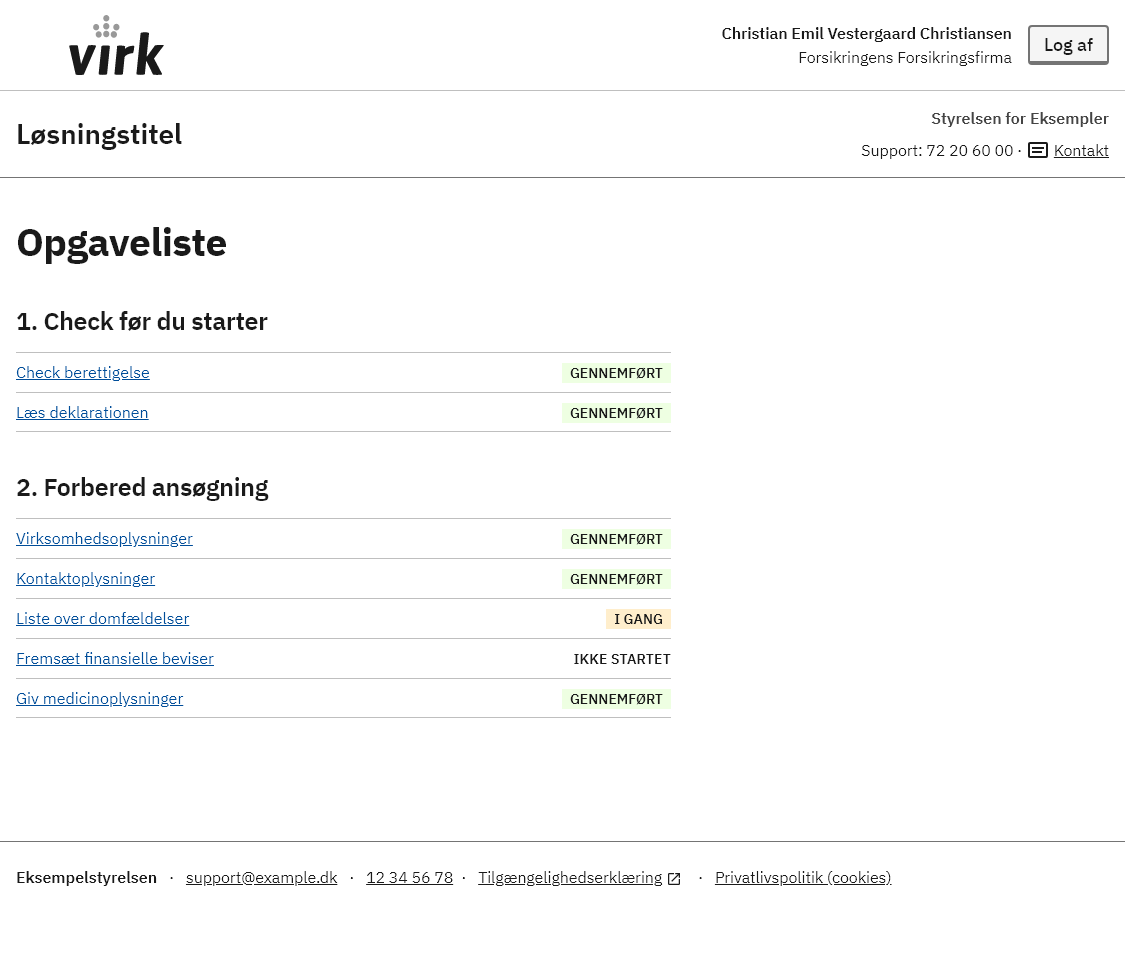 virk
Christian Emil Vestergaard Christiansen
Forsikringens Forsikringsfirma
Log af
Løsningstitel
Styrelsen for Eksempler
Support: 72 20 60 00 · Kontakt
Opgaveliste
1. Check før du starter
Check berettigelse GENNEMFØRT
Læs deklarationen GENNEMFØRT
2. Forbered ansøgning
Virksomhedsoplysninger GENNEMFØRT
Kontaktoplysninger GENNEMFØRT
Liste over domfældelser I GANG
Fremsæt finansielle beviser IKKE STARTET
Giv medicinoplysninger GENNEMFØRT
Eksempelstyrelsen · support@example.dk · 12 34 56 78 · Tilgængelighedserklæring · Privatlivspolitik (cookies)